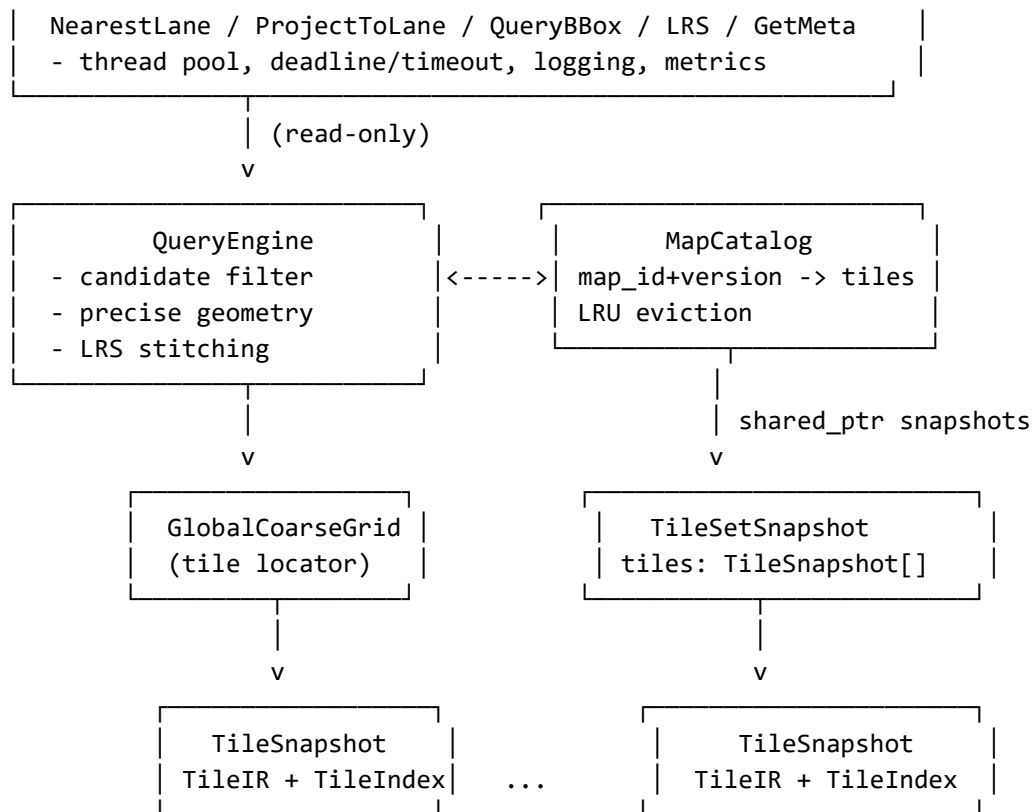 NearestLane / ProjectToLane / QueryBBox / LRS / GetMeta
- thread pool, deadline/timeout, logging, metrics
(read-only)
v
QueryEngine
- candidate filter
- precise geometry
- LRS stitching
<----->
MapCatalog
map_id+version -> tiles
LRU eviction
shared_ptr snapshots
v
v
GlobalCoarseGrid
(tile locator)
TileSetSnapshot
tiles: TileSnapshot[]
v
v
TileSnapshot
TileIR + TileIndex
...
TileSnapshot
TileIR + TileIndex